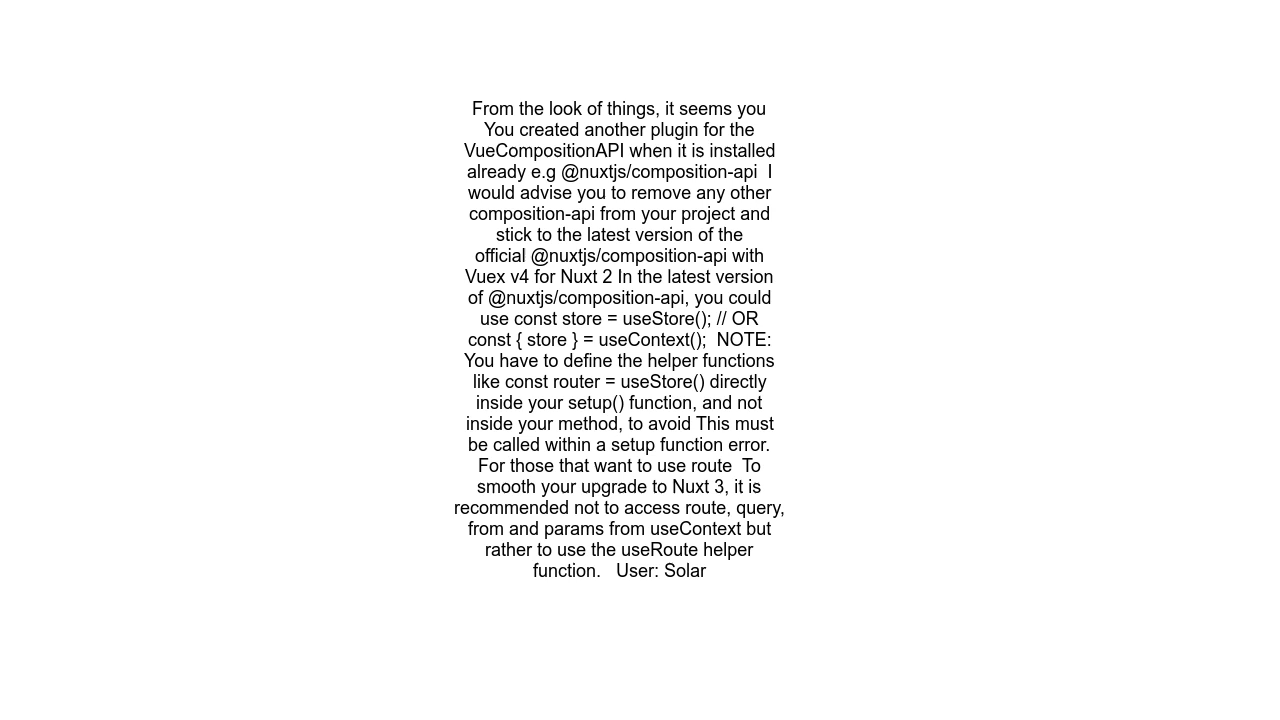 From the look of things, it seems you
You created another plugin for the
VueCompositionAPI when it is installed
already e.g @nuxtjs/composition-api  I
would advise you to remove any other
composition-api from your project and
stick to the latest version of the
official @nuxtjs/composition-api with
Vuex v4 for Nuxt 2 In the latest version
of @nuxtjs/composition-api, you could
use const store = useStore(); // OR
const { store } = useContext();  NOTE:
You have to define the helper functions
like const router = useStore() directly
inside your setup() function, and not
inside your method, to avoid This must
be called within a setup function error.
For those that want to use route  To
smooth your upgrade to Nuxt 3, it is
recommended not to access route, query,
from and params from useContext but
rather to use the useRoute helper
function.   User: Solar